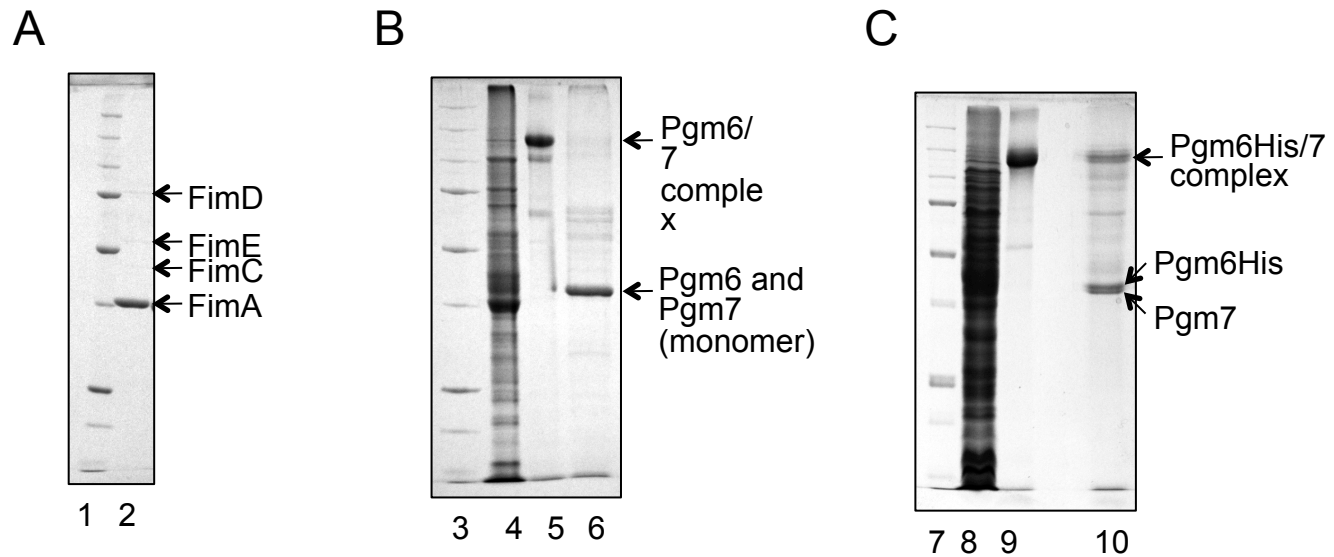 A
FimD
FimE
FimC
FimA
1 2
B
Pgm6/
7
comple
x
Pgm6 and
Pgm7
(monomer)
3 4 5 6
C
Pgm6His/7
complex
Pgm6His
Pgm7
7 8 9 10